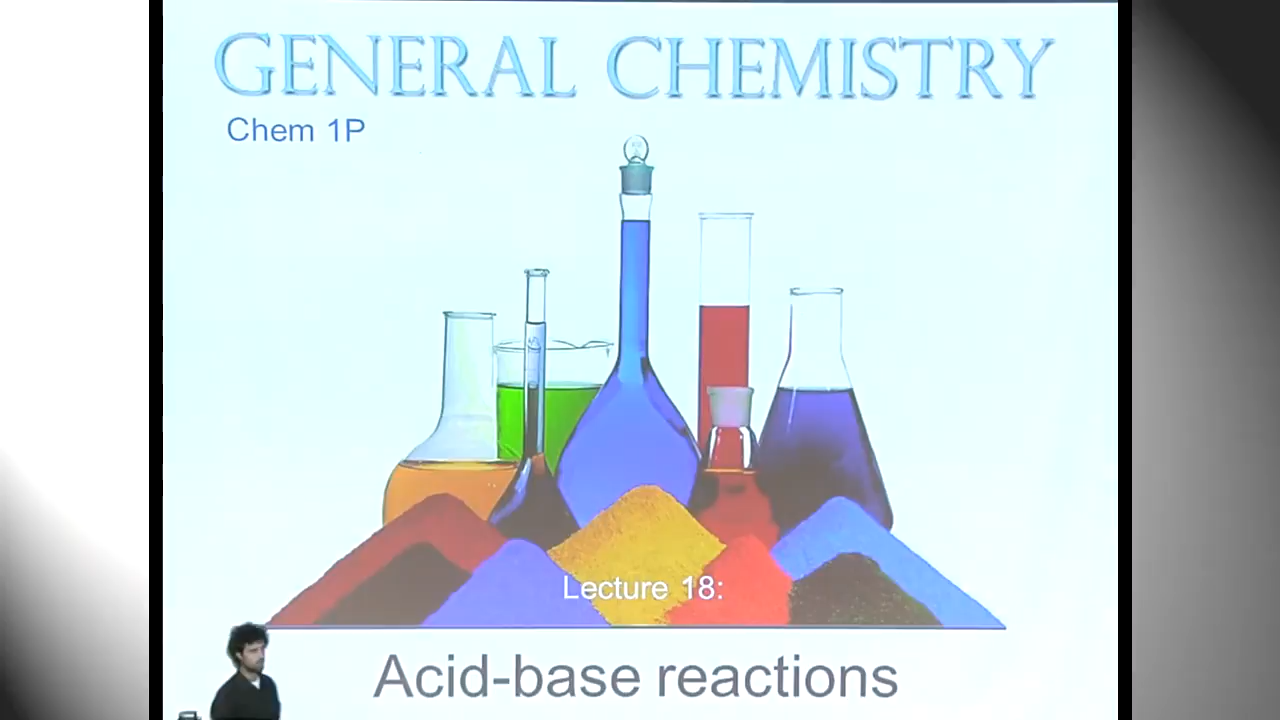 GENERAL CHEMISTRY
Chem 1P
Lecture 18:
Acid-base reactions